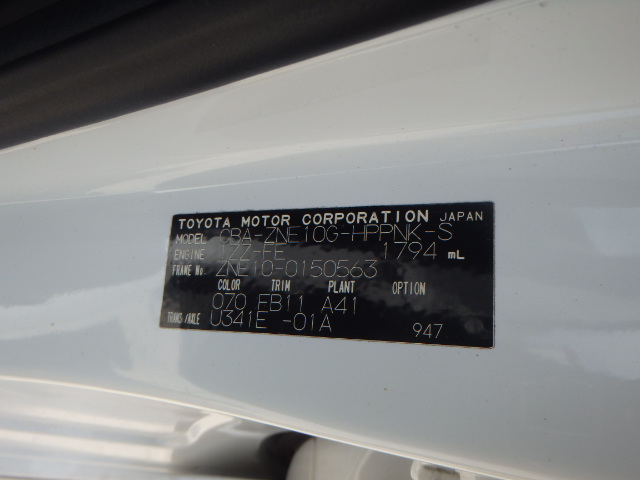 TOYOTA MOTOR CORPORATION JAPAN
MODEL CBA-ZNE10G-HPPNK-S
ENGINE 1ZZ-FE 1794 mL
FRAME No. ZNE10-0150563
COLOR TRIM PLANT OPTION
070 FB11 A41
TRANS/AXLE U341E -01A 947